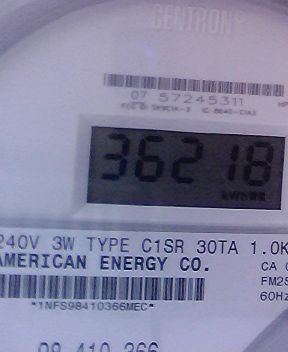 CENTRON®
07 57245311
36218
240V 3W TYPE C1SR 30TA 1.0K
AMERICAN ENERGY CO.
CA
FM2S
60Hz
*1NFS98410366MEC*
98 410 366